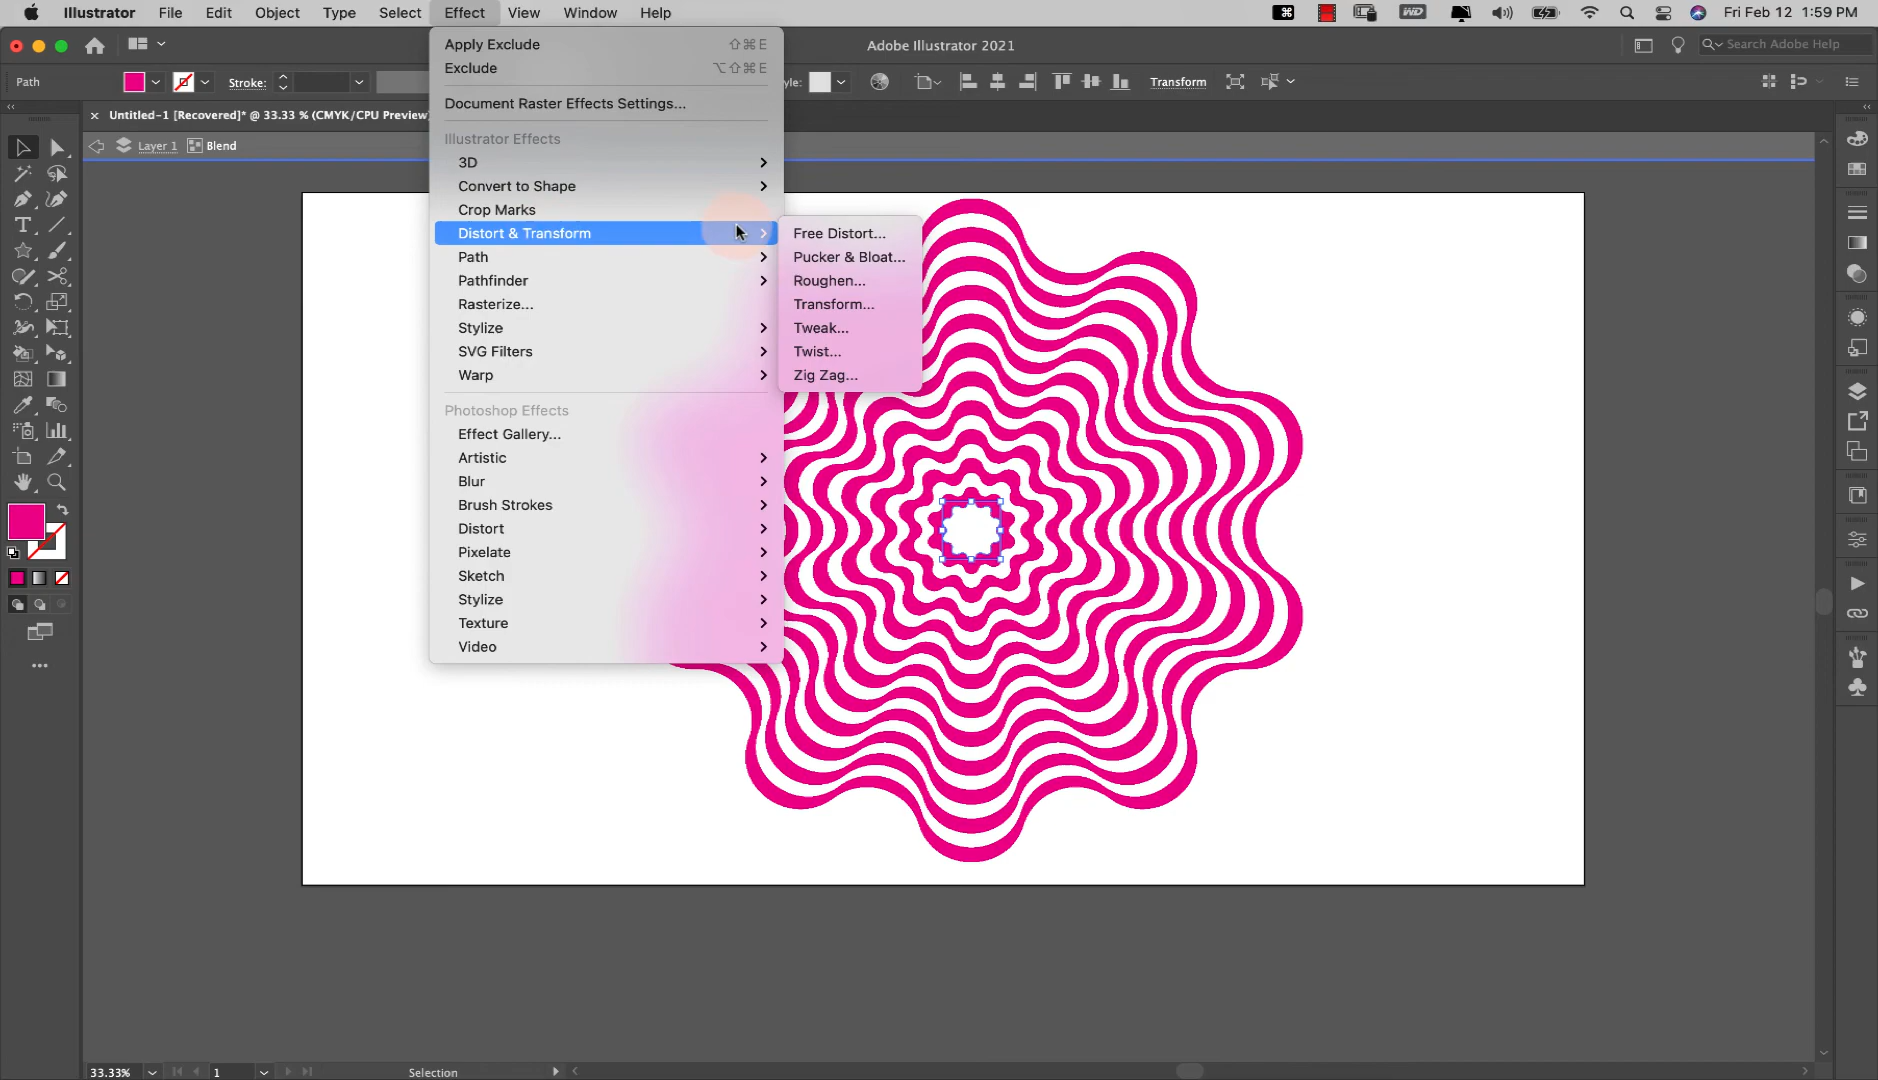 Illustrator File Edit Object Type Select Effect View Window Help WD Fri Feb 12 1:59 PM
Adobe Illustrator 2021 Search Adobe Help
Path Stroke: yle: Transform
× Untitled-1 [Recovered]* @ 33.33 % (CMYK/CPU Preview)
Layer 1 Blend
Apply Exclude ⇧⌘E
Exclude ⌥⇧⌘E
Document Raster Effects Settings...
Illustrator Effects
3D
Convert to Shape
Crop Marks
Distort & Transform
Path
Pathfinder
Rasterize...
Stylize
SVG Filters
Warp
Photoshop Effects
Effect Gallery...
Artistic
Blur
Brush Strokes
Distort
Pixelate
Sketch
Stylize
Texture
Video
Free Distort...
Pucker & Bloat...
Roughen...
Transform...
Tweak...
Twist...
Zig Zag...
33.33% 1 Selection